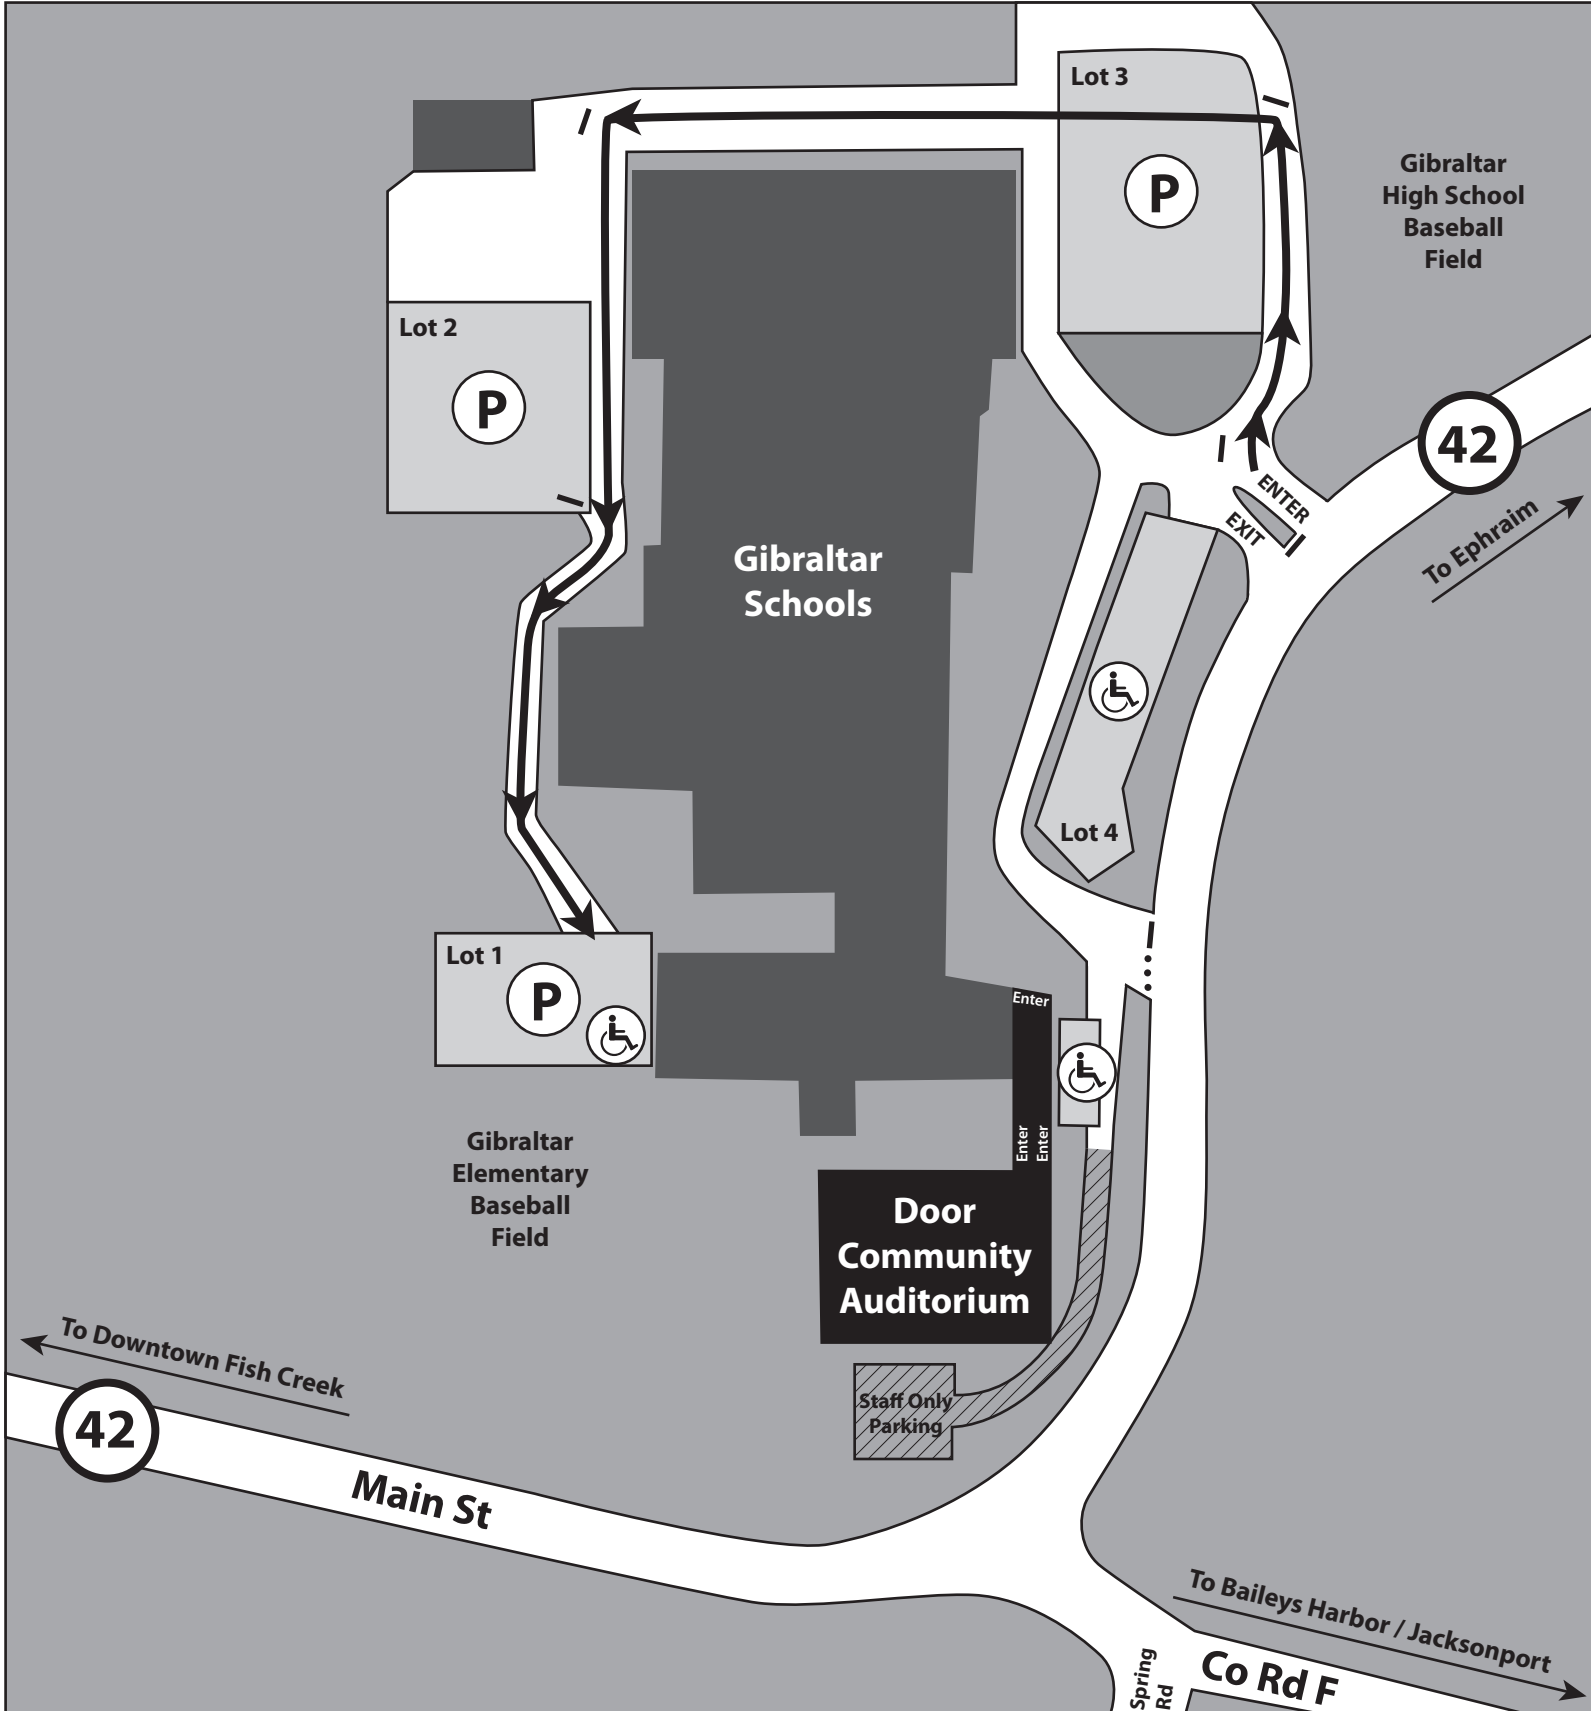 Lot 3
P
Gibraltar
High School
Baseball
Field
Lot 2
P
42
ENTER
EXIT
To Ephraim
Gibraltar
Schools
Lot 4
Lot 1
P
Enter
Enter
Enter
Gibraltar
Elementary
Baseball
Field
Door
Community
Auditorium
To Downtown Fish Creek
Staff Only
Parking
42
Main St
To Baileys Harbor / Jacksonport
Co Rd F
Spring
Rd